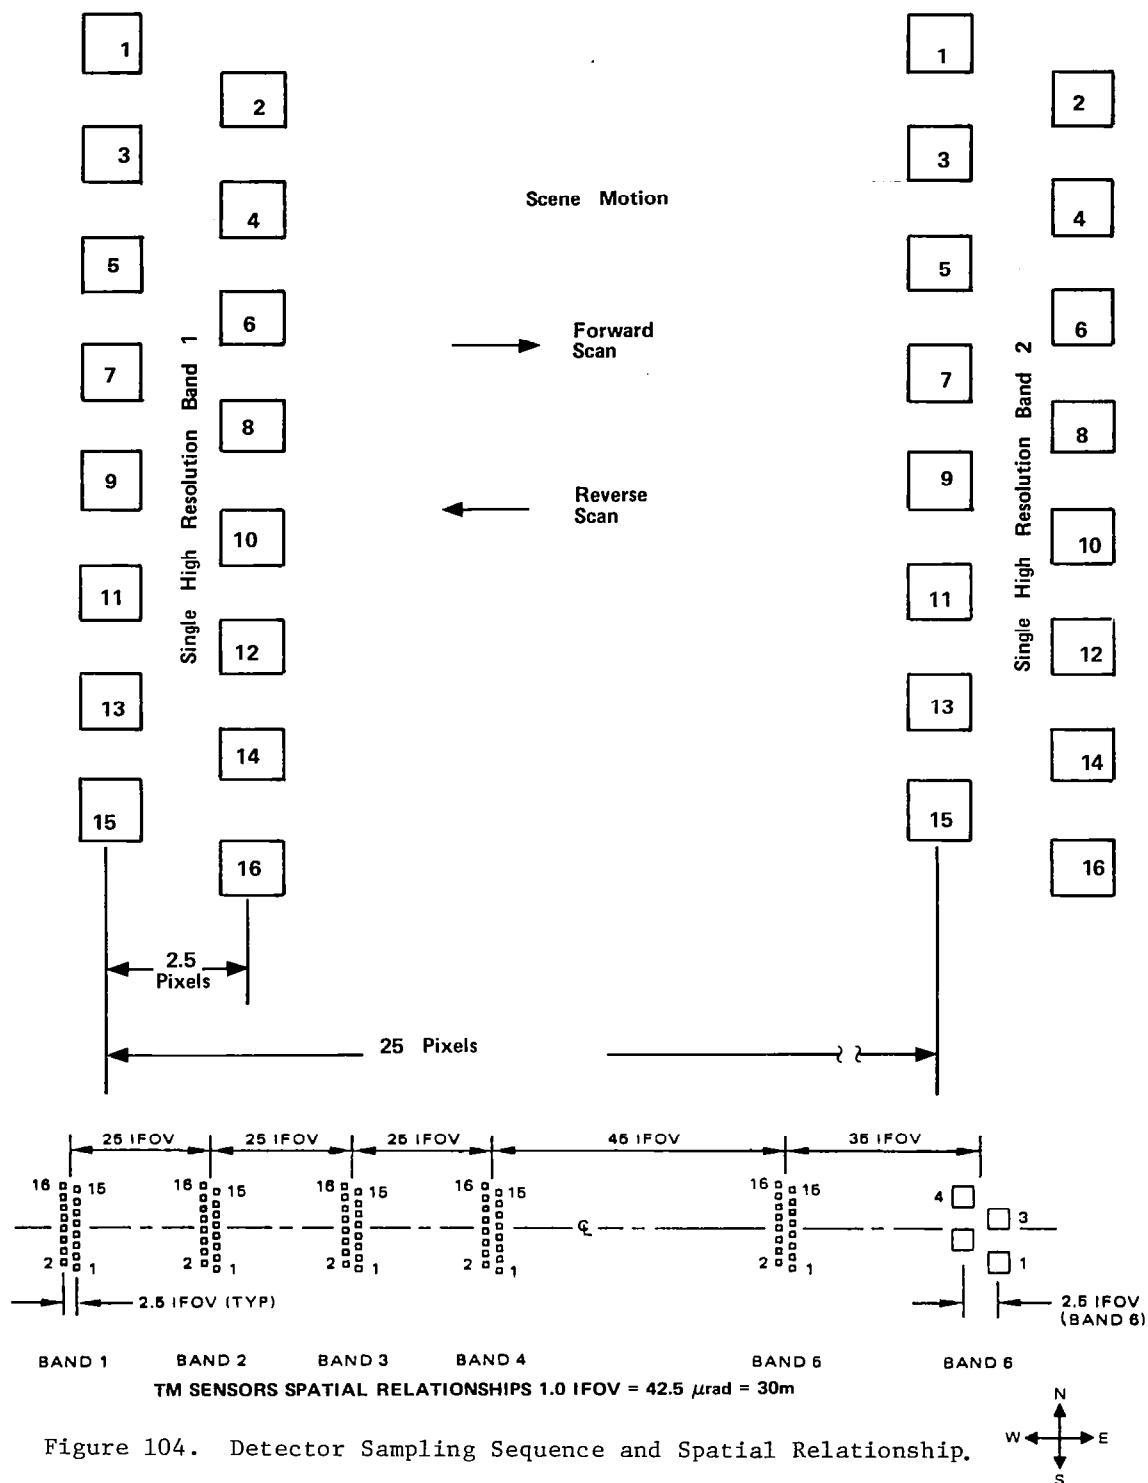 1 1
2 2
3 3
4 4
5 5
6 6
7 7
8 8
9 9
10 10
11 11
12 12
13 13
14 14
15 15
16 16
Single High Resolution Band 1
Scene Motion
Forward
Scan
Reverse
Scan
Single High Resolution Band 2
2.5
Pixels
25 Pixels
25 IFOV 25 IFOV 25 IFOV 45 IFOV 35 IFOV
16 15 16 15 16 15 16 15 16 15 4 3
℄
2 1 2 1 2 1 2 1 2 1 1
2.5 IFOV (TYP)
2.5 IFOV
(BAND 6)
BAND 1 BAND 2 BAND 3 BAND 4 BAND 5 BAND 6
TM SENSORS SPATIAL RELATIONSHIPS 1.0 IFOV = 42.5 μrad = 30m
N
W E
S
Figure 104. Detector Sampling Sequence and Spatial Relationship.